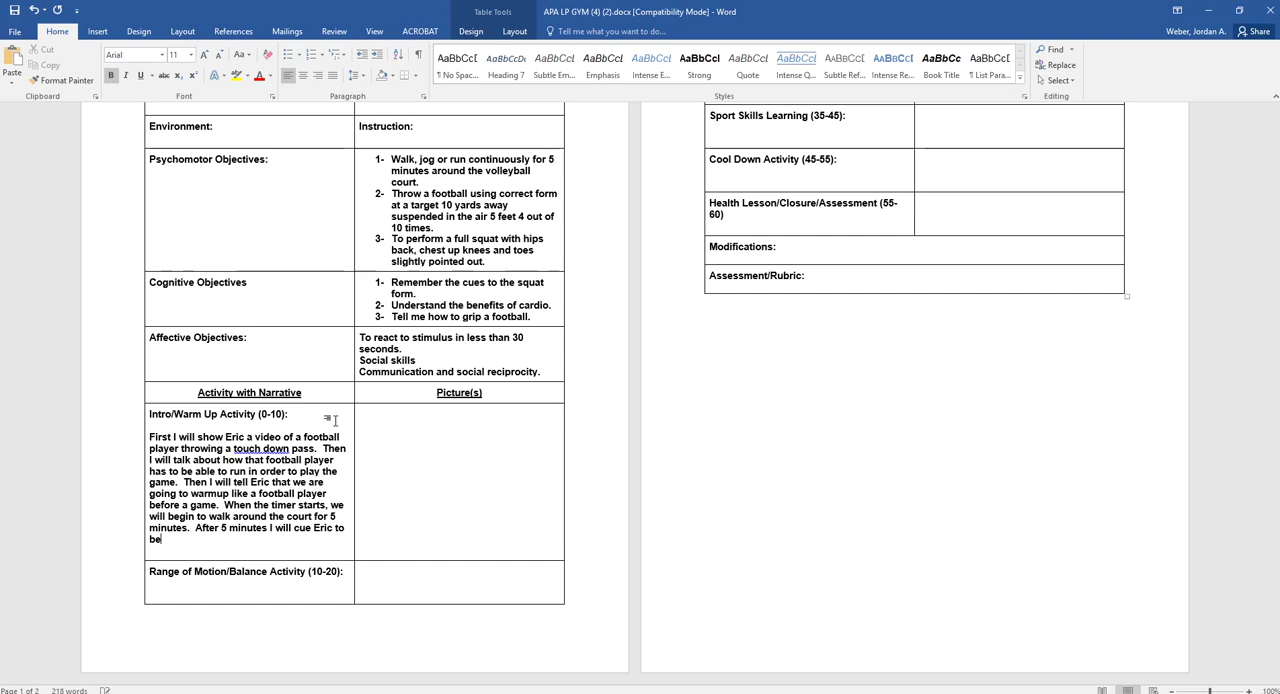 Table Tools
APA LP GYM (4) (2).docx [Compatibility Mode] - Word
File Home Insert Design Layout References Mailings Review View ACROBAT Design Layout Tell me what you want to do... Weber, Jordan A. Share
Paste
Cut
Copy
Format Painter
Arial 11
AaBbCcI AaBbCcDc AaBbCcI AaBbCcI AaBbCcI AaBbCcI AaBbCcI AaBbCcI AaBbCcI AaBbCcI AaBbCc AaBbCcI
¶ No Spac... Heading 7 Subtle Em... Emphasis Intense E... Strong Quote Intense Q... Subtle Ref... Intense Re... Book Title ¶ List Para...
Find
Replace
Select
Clipboard Font Paragraph Styles Editing
Environment:
Instruction:
Psychomotor Objectives:
1- Walk, jog or run continuously for 5
minutes around the volleyball
court.
2- Throw a football using correct form
at a target 10 yards away
suspended in the air 5 feet 4 out of
10 times.
3- To perform a full squat with hips
back, chest up knees and toes
slightly pointed out.
Cognitive Objectives
1- Remember the cues to the squat
form.
2- Understand the benefits of cardio.
3- Tell me how to grip a football.
Affective Objectives:
To react to stimulus in less than 30
seconds.
Social skills
Communication and social reciprocity.
Activity with Narrative
Picture(s)
Intro/Warm Up Activity (0-10):
First I will show Eric a video of a football
player throwing a touch down pass. Then
I will talk about how that football player
has to be able to run in order to play the
game. Then I will tell Eric that we are
going to warmup like a football player
before a game. When the timer starts, we
will begin to walk around the court for 5
minutes. After 5 minutes I will cue Eric to
be
Range of Motion/Balance Activity (10-20):
Sport Skills Learning (35-45):
Cool Down Activity (45-55):
Health Lesson/Closure/Assessment (55-
60)
Modifications:
Assessment/Rubric:
Page 1 of 2 218 words
100%